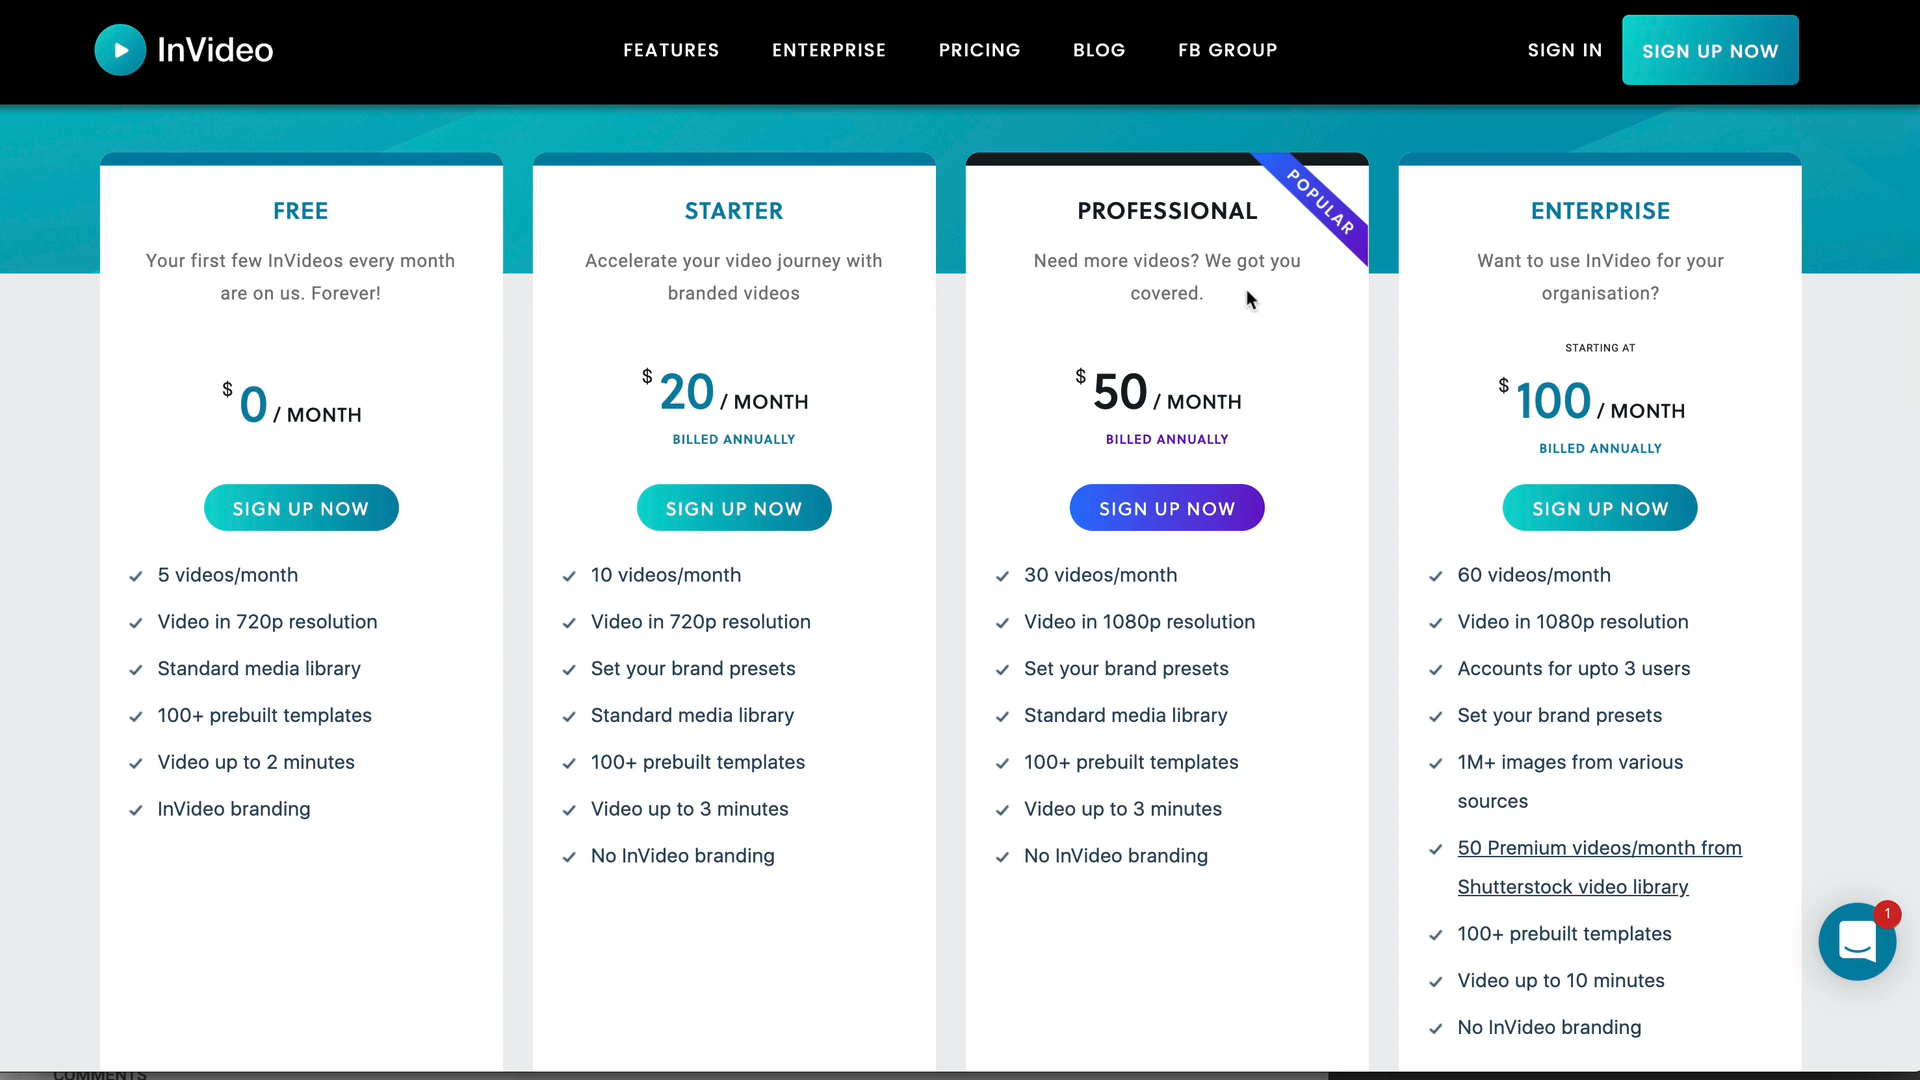 InVideo
FEATURES
ENTERPRISE
PRICING
BLOG
FB GROUP
SIGN IN
SIGN UP NOW
FREE
Your first few InVideos every month
are on us. Forever!
$ 0 / MONTH
SIGN UP NOW
5 videos/month
Video in 720p resolution
Standard media library
100+ prebuilt templates
Video up to 2 minutes
InVideo branding
STARTER
Accelerate your video journey with
branded videos
$ 20 / MONTH
BILLED ANNUALLY
SIGN UP NOW
10 videos/month
Video in 720p resolution
Set your brand presets
Standard media library
100+ prebuilt templates
Video up to 3 minutes
No InVideo branding
POPULAR
PROFESSIONAL
Need more videos? We got you
covered.
$ 50 / MONTH
BILLED ANNUALLY
SIGN UP NOW
30 videos/month
Video in 1080p resolution
Set your brand presets
Standard media library
100+ prebuilt templates
Video up to 3 minutes
No InVideo branding
ENTERPRISE
Want to use InVideo for your
organisation?
STARTING AT
$ 100 / MONTH
BILLED ANNUALLY
SIGN UP NOW
60 videos/month
Video in 1080p resolution
Accounts for upto 3 users
Set your brand presets
1M+ images from various
sources
50 Premium videos/month from
Shutterstock video library
100+ prebuilt templates
Video up to 10 minutes
No InVideo branding
1
COMMENTS